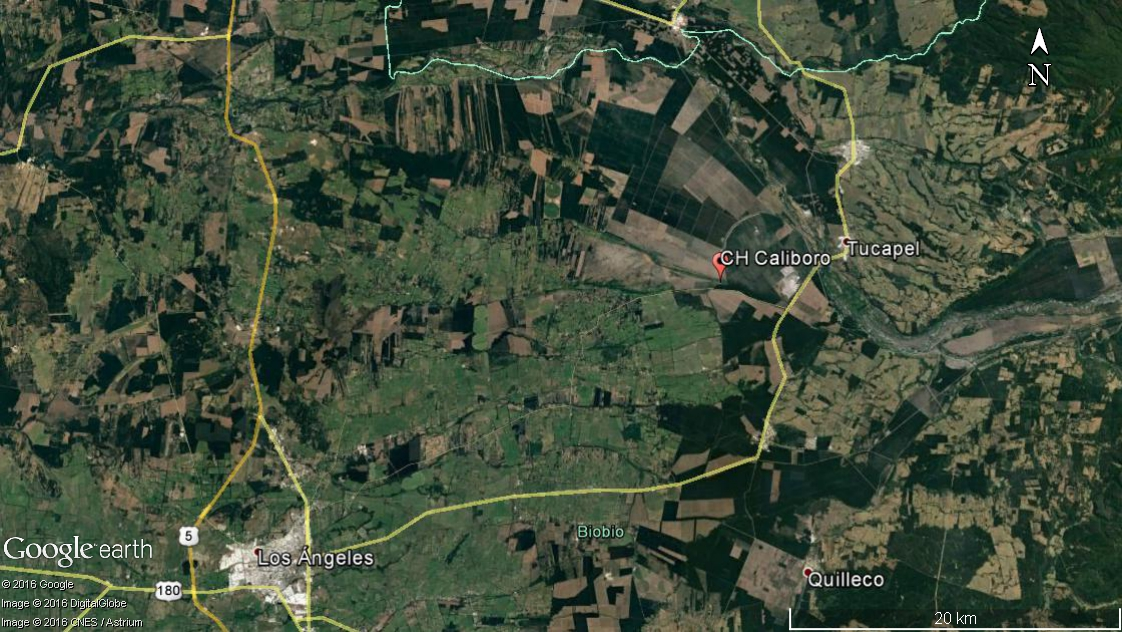 N
CH Caliboro
Tucapel
5
Google earth
Los Ángeles
Biobio
Quilleco
180
© 2016 Google
Image © 2016 DigitalGlobe
Image © 2016 CNES / Astrium
20 km